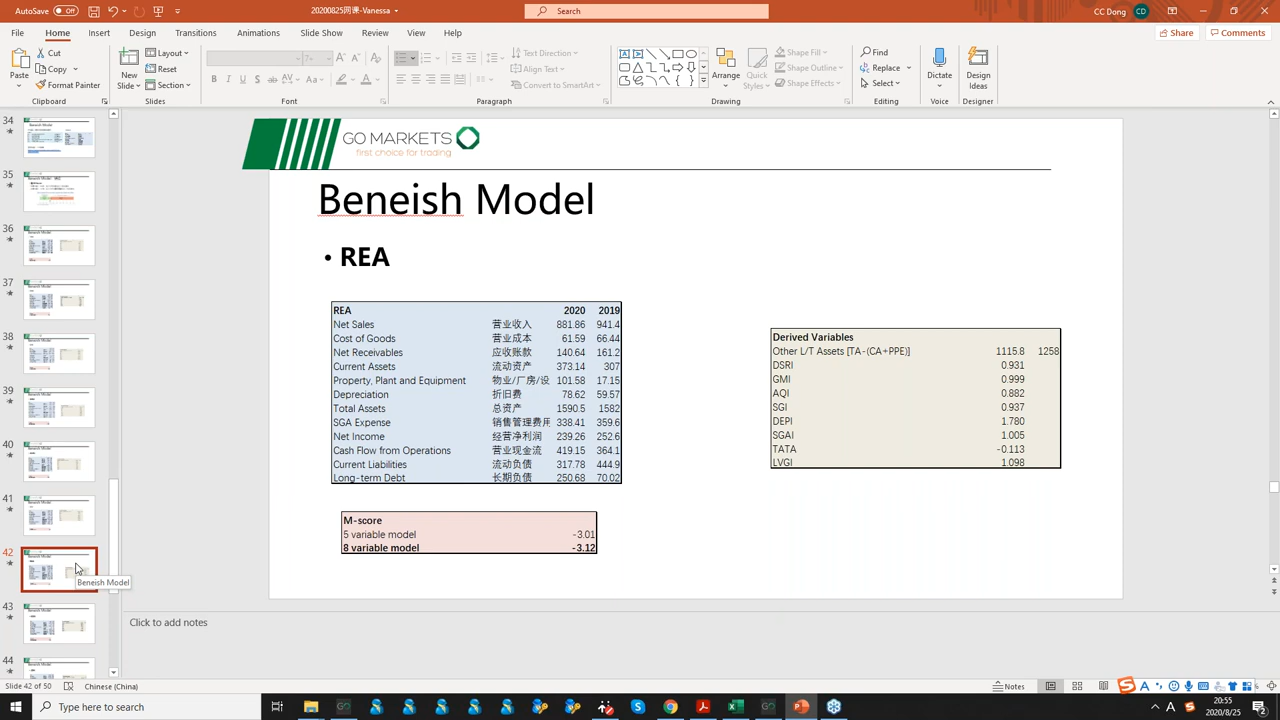 AutoSave Off
20200825网课-Vanessa
Search
CC Dong CD
File Home Insert Design Transitions Animations Slide Show Review View Help
Share Comments
Paste
Cut
Copy
Format Painter
New Slide
Layout
Reset
Section
Text Direction
Align Text
Convert to SmartArt
Arrange
Quick Styles
Shape Fill
Shape Outline
Shape Effects
Find
Replace
Select
Dictate
Design Ideas
Clipboard Slides Font Paragraph Drawing Editing Voice Designer
34
35
36
37
38
39
40
41
42
43
44
Beneish Model
GO MARKETS
first choice for trading
Beneish Model
• REA
REA 2020 2019
Net Sales 营业收入 881.86 941.4
Cost of Goods 营业成本 61.59 66.44
Net Receivables 应收账款 140.64 161.2
Current Assets 流动资产 373.14 307
Property, Plant and Equipment 物业/厂房/设 101.58 17.15
Depreciation 折旧费 78.62 59.57
Total Assets 总资产 1590.5 1582
SGA Expense 销售管理费用 338.41 359.6
Net Income 经营净利润 239.26 252.6
Cash Flow from Operations 营业现金流 419.15 364.1
Current Liabilities 流动负债 317.78 444.9
Long-term Debt 长期负债 250.68 70.02
M-score
5 variable model -3.01
8 variable model -3.12
Derived Variables
Other L/T Assets [TA-(CA+PPE)] 1115.8 1258
DSRI 0.931
GMI 0.999
AQI 0.882
SGI 0.937
DEPI 1.780
SGAI 1.005
TATA -0.113
LVGI 1.098
Click to add notes
Slide 42 of 50 Chinese (China)
Notes
Type here to search
20:55
2020/8/25